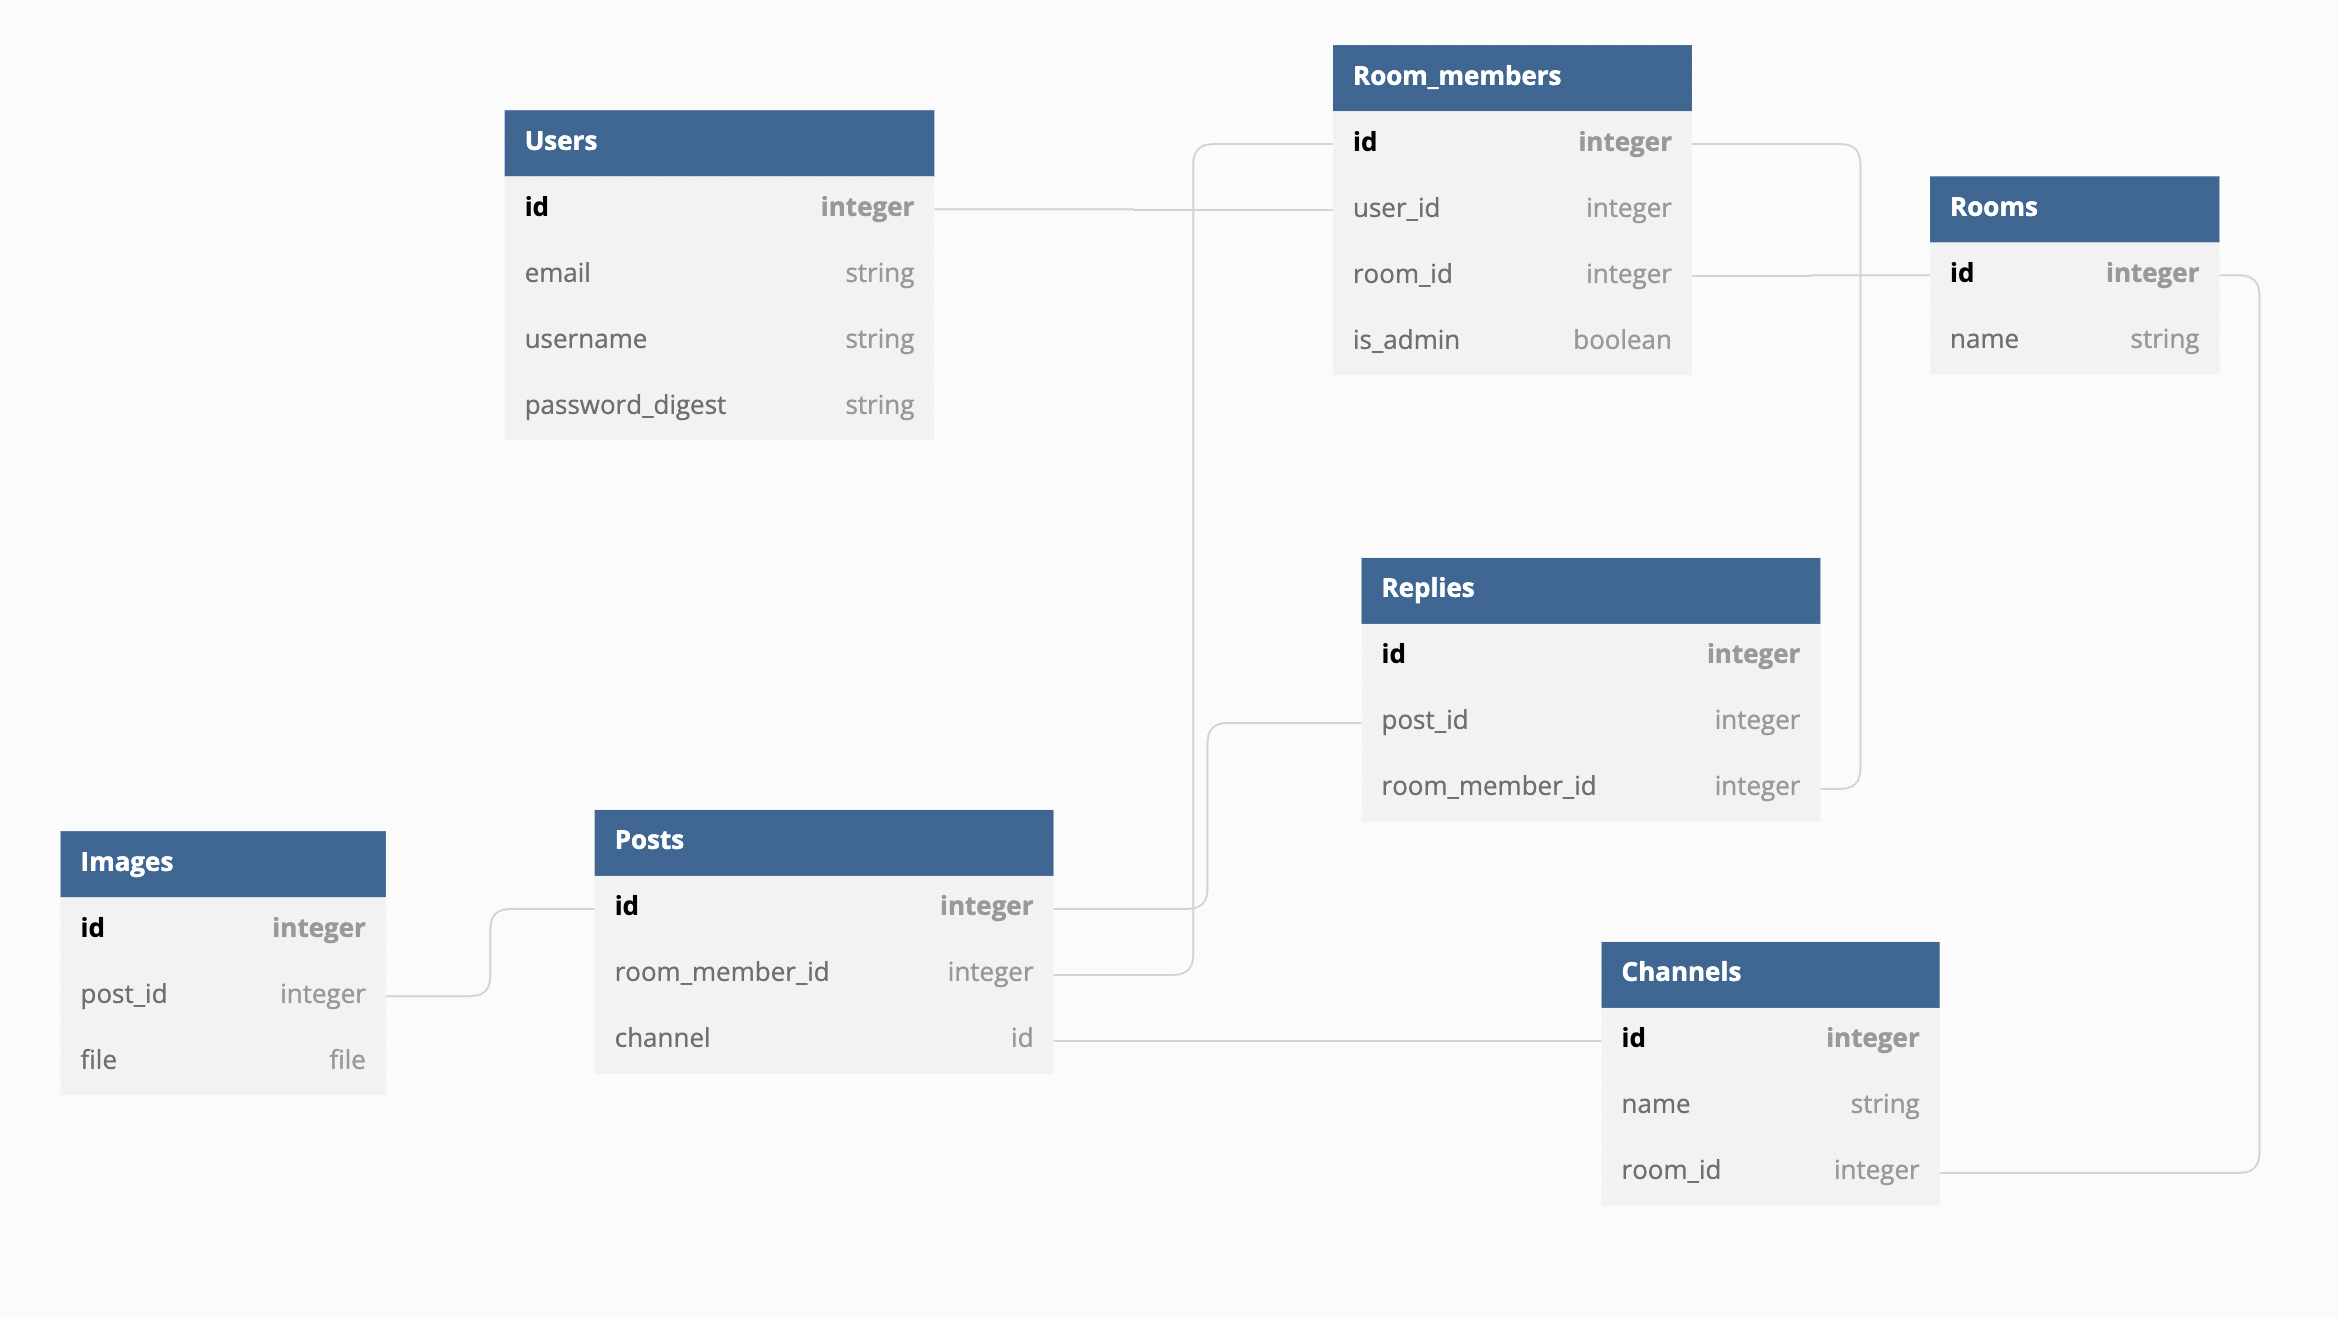 Users
id integer
email string
username string
password_digest string
Room_members
id integer
user_id integer
room_id integer
is_admin boolean
Rooms
id integer
name string
Replies
id integer
post_id integer
room_member_id integer
Images
id integer
post_id integer
file file
Posts
id integer
room_member_id integer
channel id
Channels
id integer
name string
room_id integer